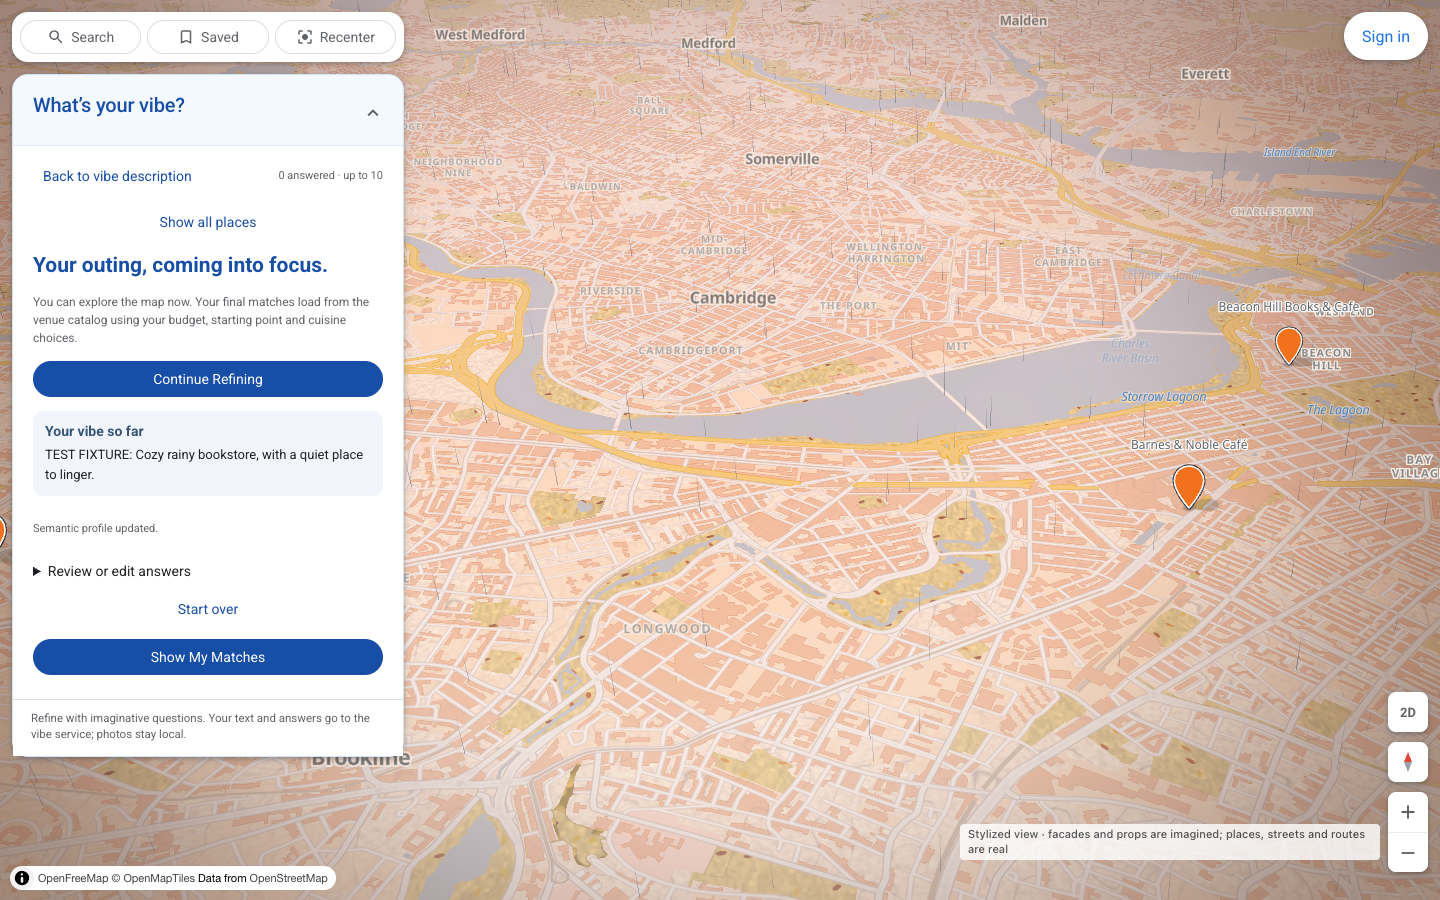 Search
Saved
Recenter
Sign in
What's your vibe?
Back to vibe description
0 answered · up to 10
Show all places
Your outing, coming into focus.
You can explore the map now. Your final matches load from the
venue catalog using your budget, starting point and cuisine
choices.
Continue Refining
Your vibe so far
TEST FIXTURE: Cozy rainy bookstore, with a quiet place
to linger.
Semantic profile updated.
Review or edit answers
Start over
Show My Matches
Refine with imaginative questions. Your text and answers go to the
vibe service; photos stay local.
West Medford
Medford
Malden
Everett
BALL
SQUARE
Somerville
Island End River
NEIGHBORHOOD
NINE
BALDWIN
CHARLESTOWN
MID-
CAMBRIDGE
WELLINGTON-
HARRINGTON
EAST
CAMBRIDGE
Lechmere Canal
RIVERSIDE
Cambridge
THE PORT
Beacon Hill Books & Cafe
WEST END
CAMBRIDGEPORT
MIT
Charles
River Basin
BEACON
HILL
Storrow Lagoon
The Lagoon
Barnes & Noble Café
BAY
VILLAG
LONGWOOD
Brookline
2D
Stylized view · facades and props are imagined; places, streets and routes
are real
OpenFreeMap © OpenMapTiles Data from OpenStreetMap